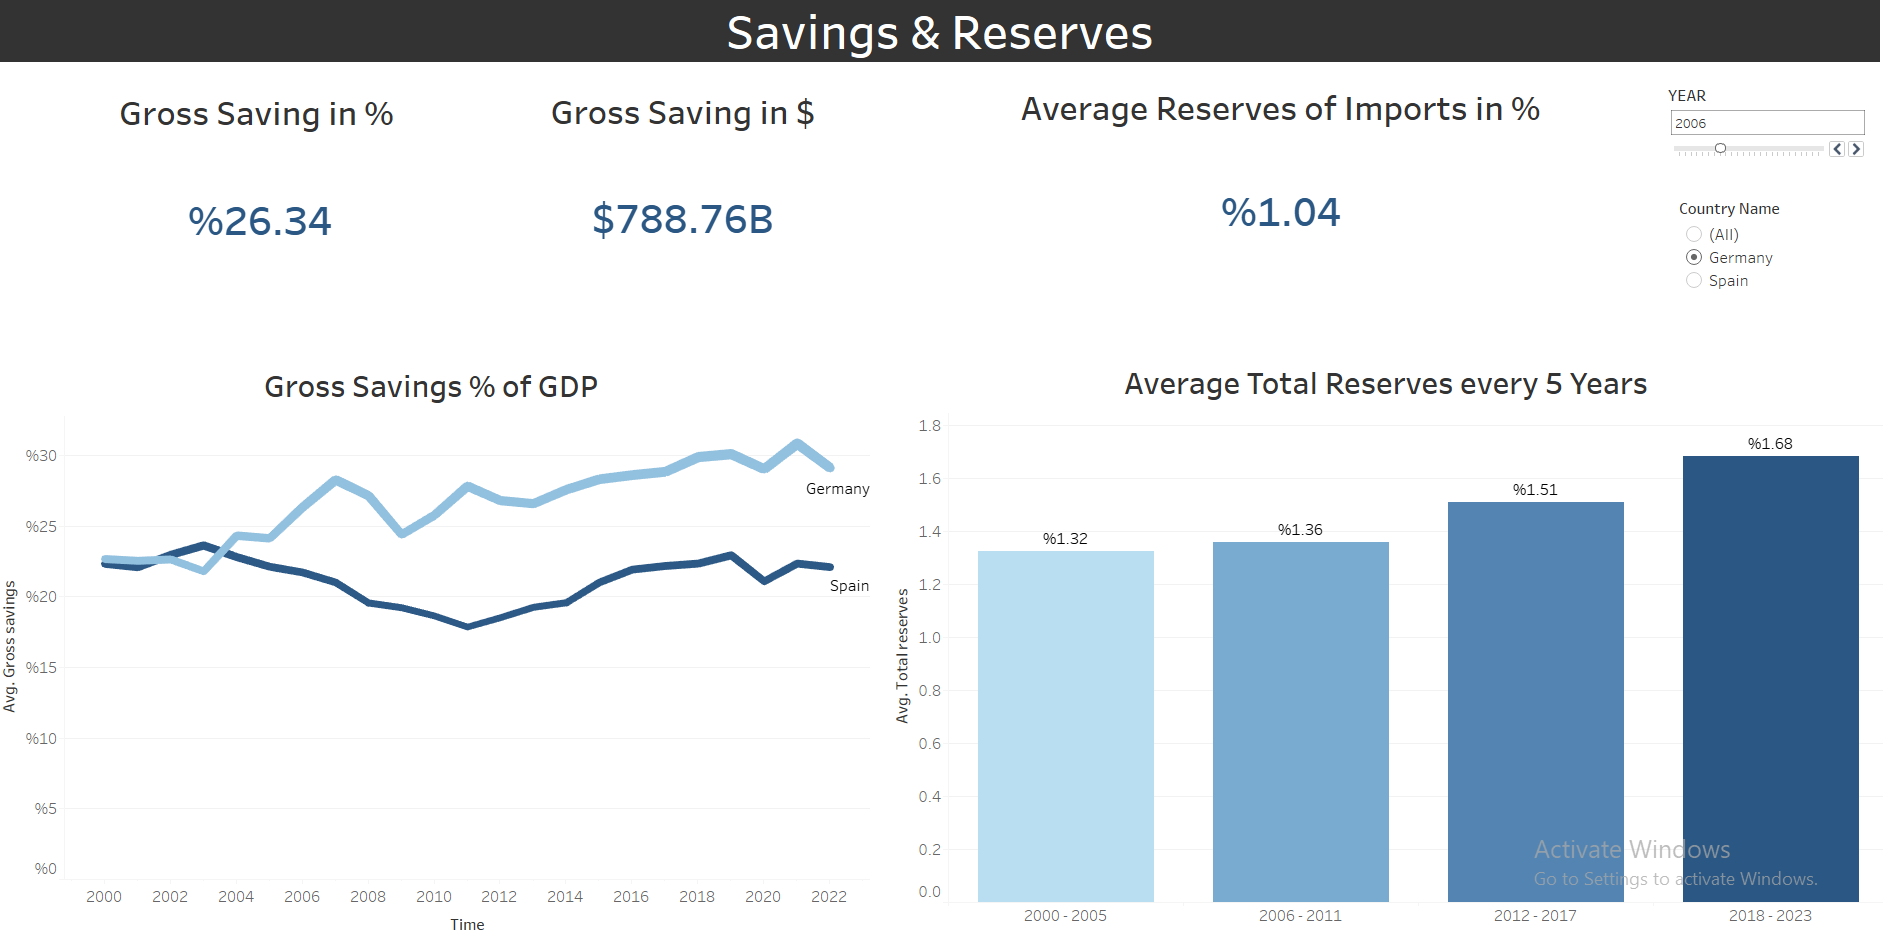 Savings & Reserves
Gross Saving in %
Gross Saving in $
Average Reserves of Imports in %
YEAR
2006
%26.34
$788.76B
%1.04
Country Name
(All)
Germany
Spain
Gross Savings % of GDP
Avg. Gross savings
%30
%25
%20
%15
%10
%5
%0
Germany
Spain
2000 2002 2004 2006 2008 2010 2012 2014 2016 2018 2020 2022
Time
Average Total Reserves every 5 Years
Avg. Total reserves
1.8
1.6
1.4
1.2
1.0
0.8
0.6
0.4
0.2
0.0
%1.32
%1.36
%1.51
%1.68
2000 - 2005 2006 - 2011 2012 - 2017 2018 - 2023
Activate Windows
Go to Settings to activate Windows.